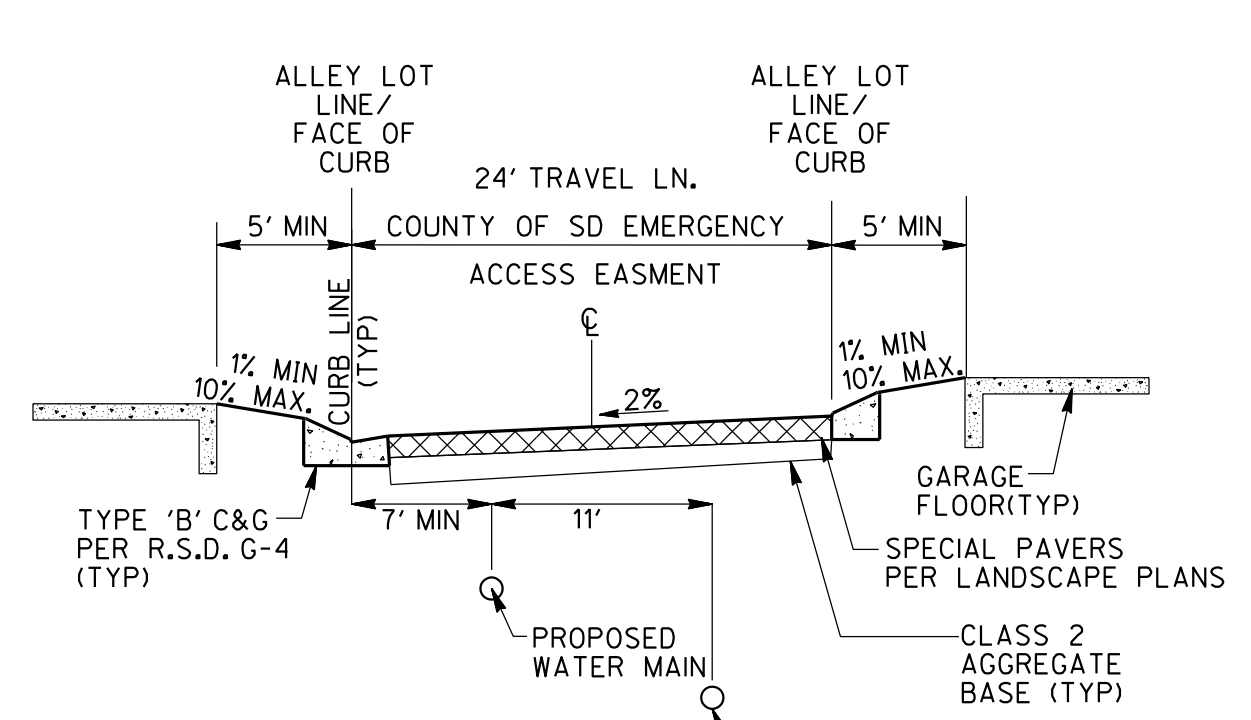 ALLEY LOT
LINE/
FACE OF
CURB
ALLEY LOT
LINE/
FACE OF
CURB
24' TRAVEL LN.
5' MIN
COUNTY OF SD EMERGENCY
5' MIN
ACCESS EASMENT
CURB LINE
(TYP)
℄
1% MIN
10% MAX.
2%
1% MIN
10% MAX.
GARAGE
FLOOR(TYP)
7' MIN
11'
TYPE 'B' C&G
PER R.S.D. G-4
(TYP)
SPECIAL PAVERS
PER LANDSCAPE PLANS
PROPOSED
WATER MAIN
CLASS 2
AGGREGATE
BASE (TYP)